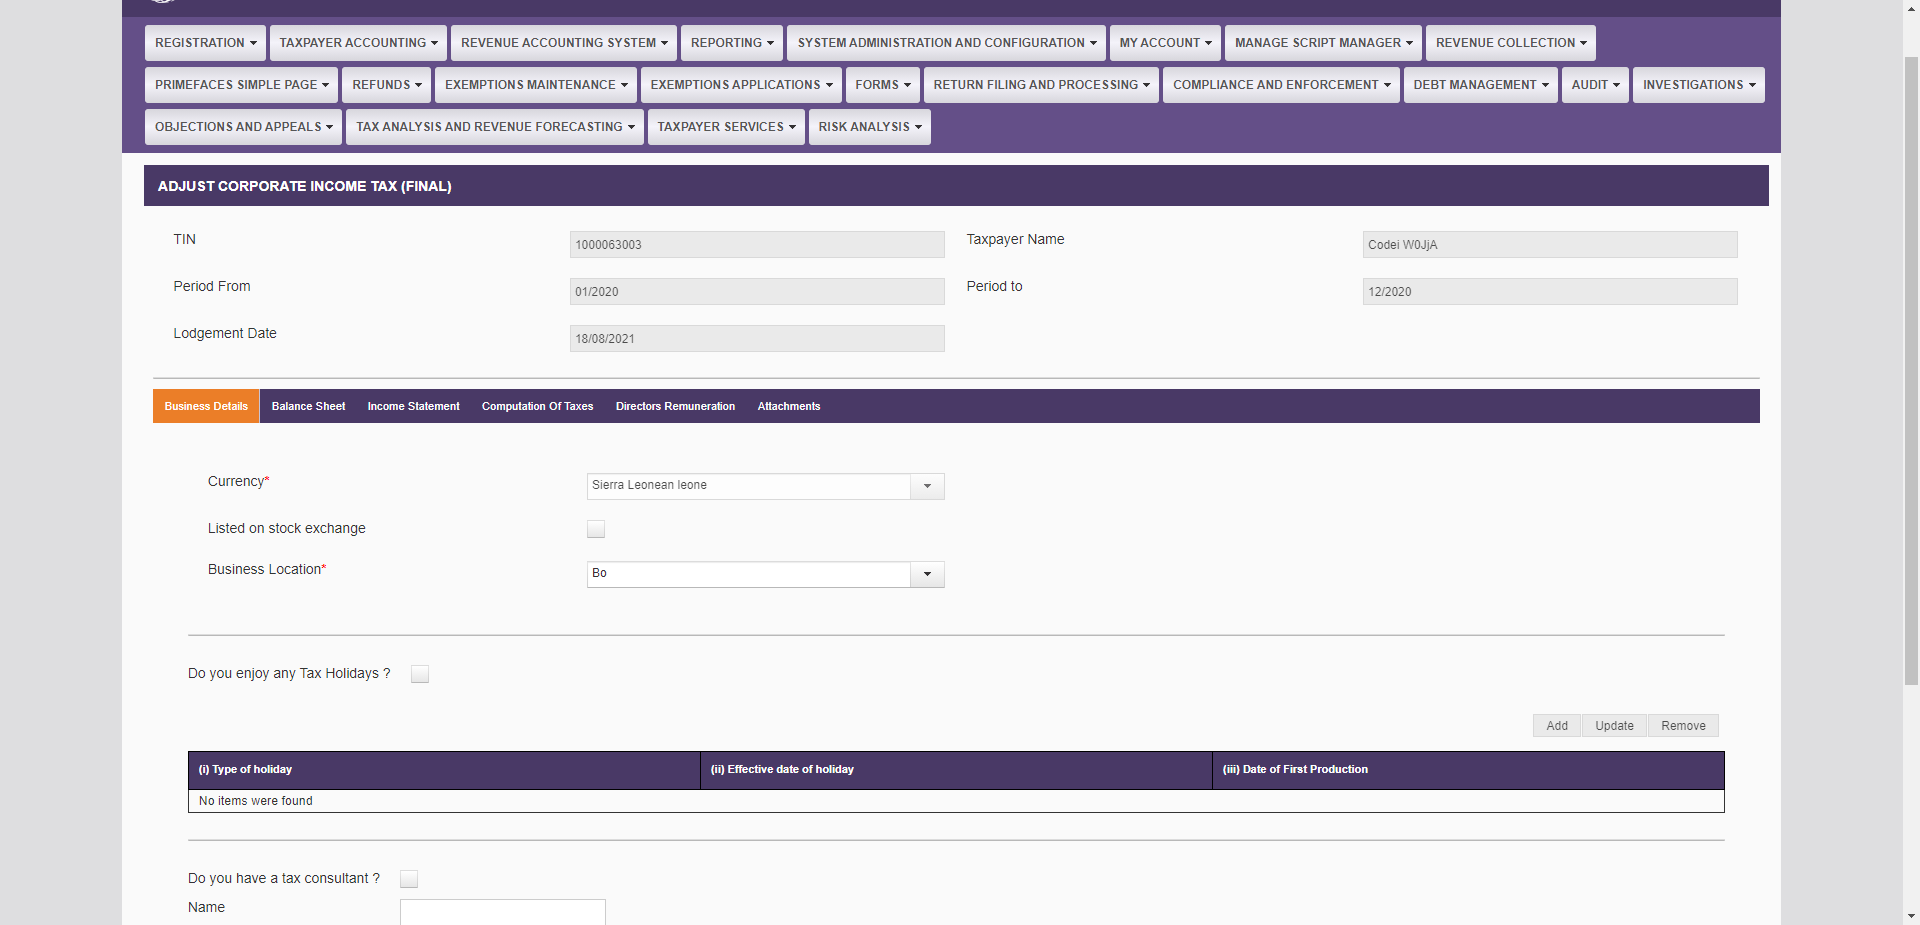 REGISTRATION TAXPAYER ACCOUNTING REVENUE ACCOUNTING SYSTEM REPORTING SYSTEM ADMINISTRATION AND CONFIGURATION MY ACCOUNT MANAGE SCRIPT MANAGER REVENUE COLLECTION
PRIMEFACES SIMPLE PAGE REFUNDS EXEMPTIONS MAINTENANCE EXEMPTIONS APPLICATIONS FORMS RETURN FILING AND PROCESSING COMPLIANCE AND ENFORCEMENT DEBT MANAGEMENT AUDIT INVESTIGATIONS
OBJECTIONS AND APPEALS TAX ANALYSIS AND REVENUE FORECASTING TAXPAYER SERVICES RISK ANALYSIS
ADJUST CORPORATE INCOME TAX (FINAL)
TIN 1000063003 Taxpayer Name Codei W0JjA
Period From 01/2020 Period to 12/2020
Lodgement Date 18/08/2021
Business Details Balance Sheet Income Statement Computation Of Taxes Directors Remuneration Attachments
Currency* Sierra Leonean leone
Listed on stock exchange
Business Location* Bo
Do you enjoy any Tax Holidays ?
Add Update Remove
(i) Type of holiday (ii) Effective date of holiday (iii) Date of First Production
No items were found
Do you have a tax consultant ?
Name